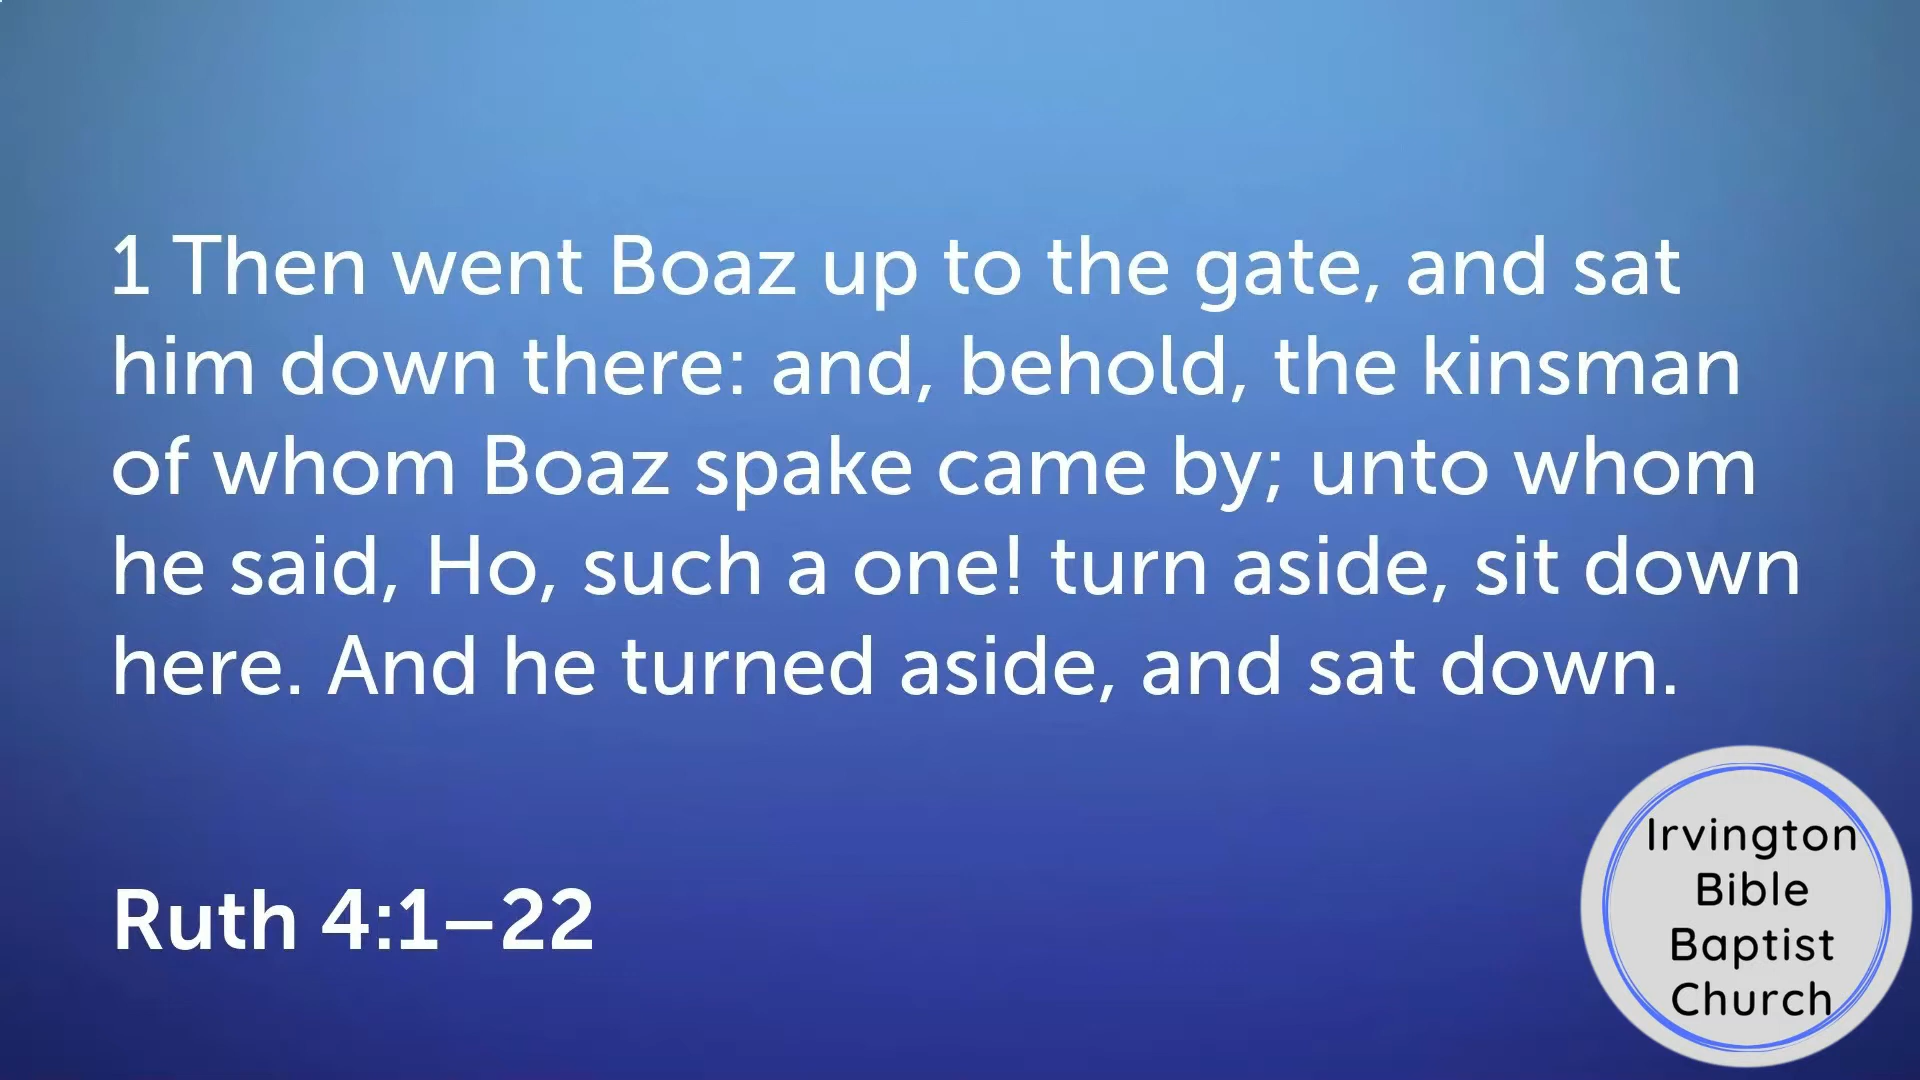 1 Then went Boaz up to the gate, and sat
him down there: and, behold, the kinsman
of whom Boaz spake came by; unto whom
he said, Ho, such a one! turn aside, sit down
here. And he turned aside, and sat down.
Ruth 4:1–22
Irvington
Bible
Baptist
Church